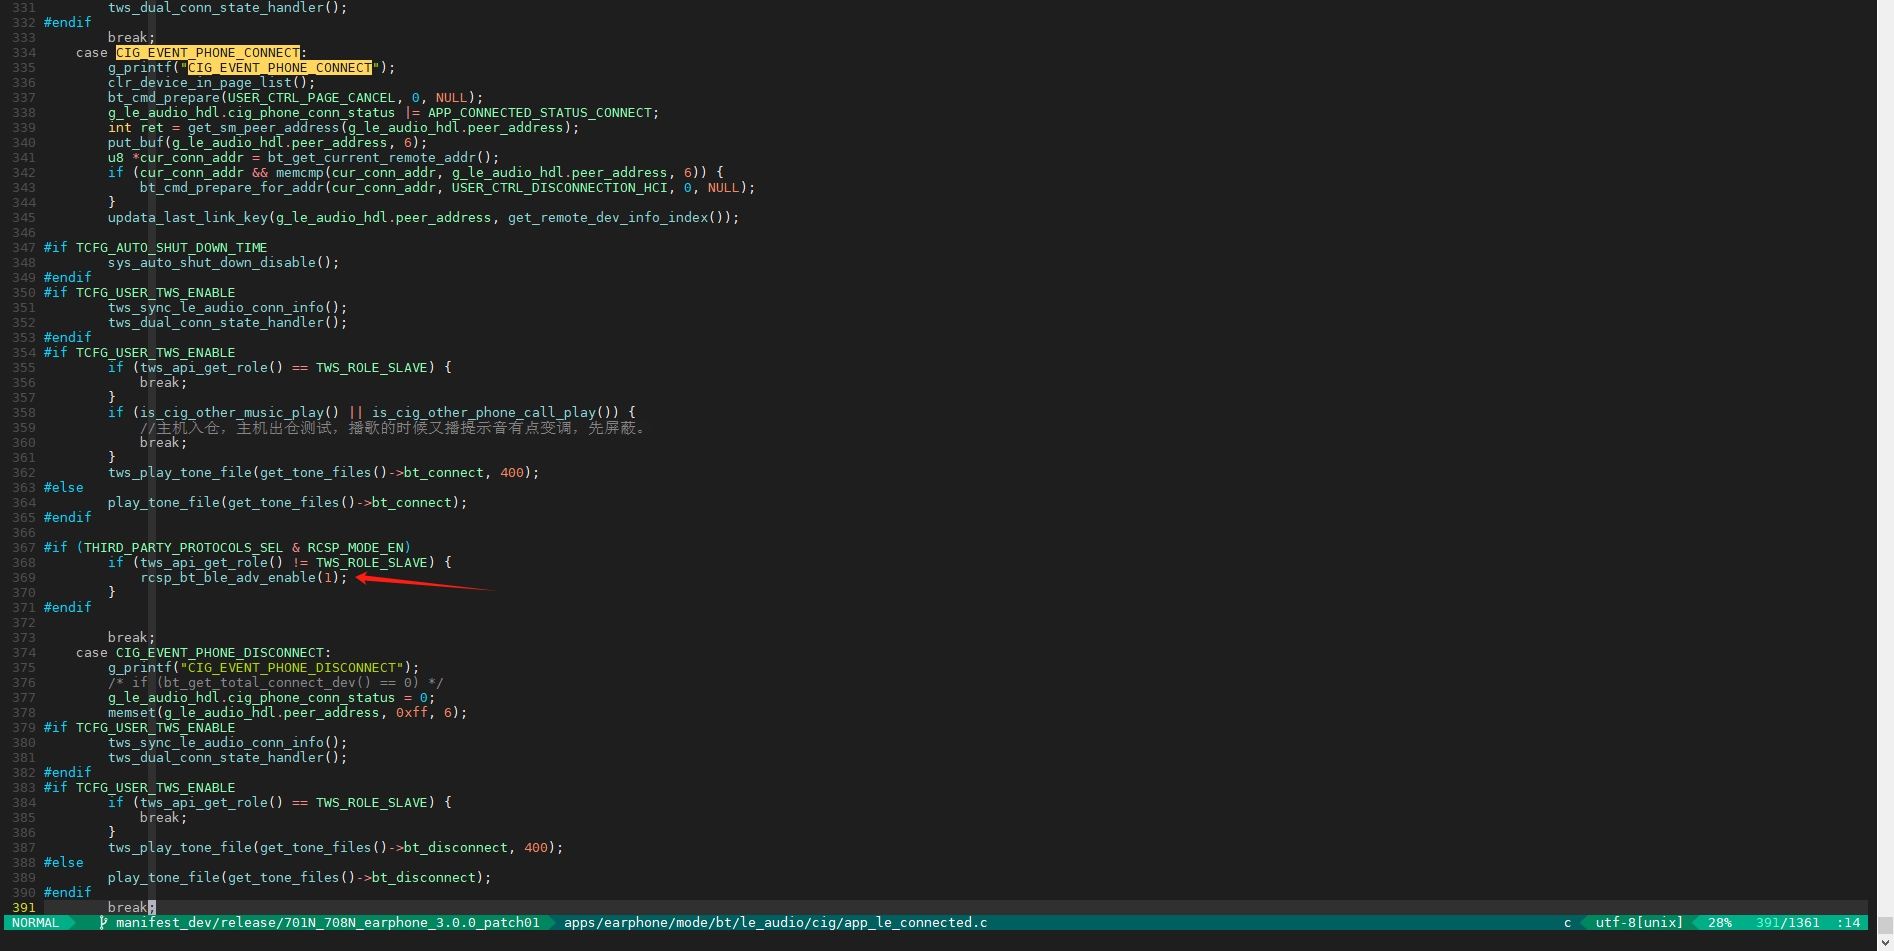 331         tws_dual_conn_state_handler();
332 #endif
333         break;
334     case CIG_EVENT_PHONE_CONNECT:
335         g_printf("CIG_EVENT_PHONE_CONNECT");
336         clr_device_in_page_list();
337         bt_cmd_prepare(USER_CTRL_PAGE_CANCEL, 0, NULL);
338         g_le_audio_hdl.cig_phone_conn_status |= APP_CONNECTED_STATUS_CONNECT;
339         int ret = get_sm_peer_address(g_le_audio_hdl.peer_address);
340         put_buf(g_le_audio_hdl.peer_address, 6);
341         u8 *cur_conn_addr = bt_get_current_remote_addr();
342         if (cur_conn_addr && memcmp(cur_conn_addr, g_le_audio_hdl.peer_address, 6)) {
343             bt_cmd_prepare_for_addr(cur_conn_addr, USER_CTRL_DISCONNECTION_HCI, 0, NULL);
344         }
345         updata_last_link_key(g_le_audio_hdl.peer_address, get_remote_dev_info_index());
346
347 #if TCFG_AUTO_SHUT_DOWN_TIME
348         sys_auto_shut_down_disable();
349 #endif
350 #if TCFG_USER_TWS_ENABLE
351         tws_sync_le_audio_conn_info();
352         tws_dual_conn_state_handler();
353 #endif
354 #if TCFG_USER_TWS_ENABLE
355         if (tws_api_get_role() == TWS_ROLE_SLAVE) {
356             break;
357         }
358         if (is_cig_other_music_play() || is_cig_other_phone_call_play()) {
359             //主机入仓，主机出仓测试，播歌的时候又播提示音有点变调，先屏蔽。
360             break;
361         }
362         tws_play_tone_file(get_tone_files()->bt_connect, 400);
363 #else
364         play_tone_file(get_tone_files()->bt_connect);
365 #endif
366
367 #if (THIRD_PARTY_PROTOCOLS_SEL & RCSP_MODE_EN)
368         if (tws_api_get_role() != TWS_ROLE_SLAVE) {
369             rcsp_bt_ble_adv_enable(1);
370         }
371 #endif
372
373         break;
374     case CIG_EVENT_PHONE_DISCONNECT:
375         g_printf("CIG_EVENT_PHONE_DISCONNECT");
376         /* if (bt_get_total_connect_dev() == 0) */
377         g_le_audio_hdl.cig_phone_conn_status = 0;
378         memset(g_le_audio_hdl.peer_address, 0xff, 6);
379 #if TCFG_USER_TWS_ENABLE
380         tws_sync_le_audio_conn_info();
381         tws_dual_conn_state_handler();
382 #endif
383 #if TCFG_USER_TWS_ENABLE
384         if (tws_api_get_role() == TWS_ROLE_SLAVE) {
385             break;
386         }
387         tws_play_tone_file(get_tone_files()->bt_disconnect, 400);
388 #else
389         play_tone_file(get_tone_files()->bt_disconnect);
390 #endif
391         break;
NORMAL manifest_dev/release/701N_708N_earphone_3.0.0_patch01 apps/earphone/mode/bt/le_audio/cig/app_le_connected.c c utf-8[unix] 28% 391/1361 :14